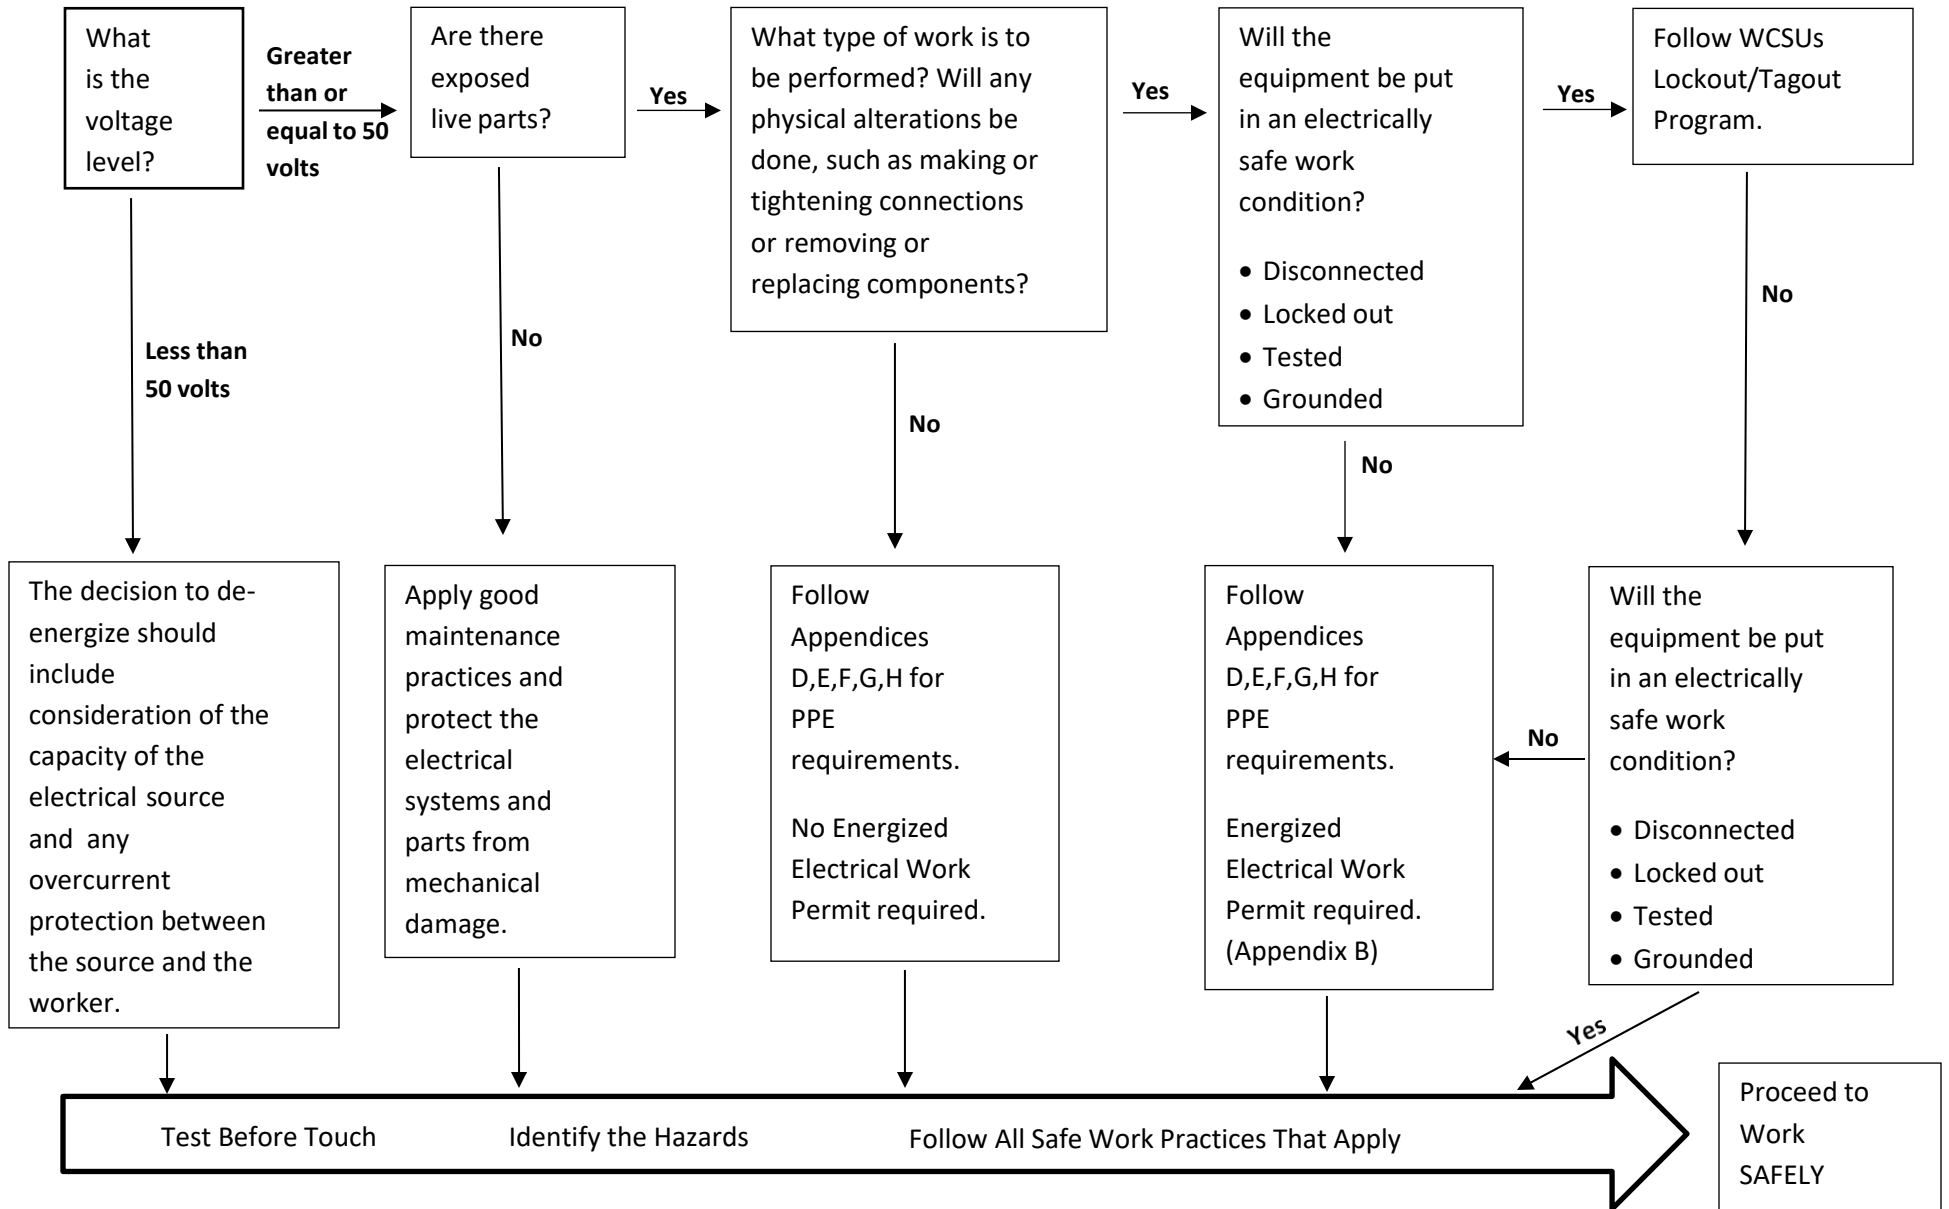 What
is the
voltage
level?
Greater
than or
equal to 50
volts
Are there
exposed
live parts?
Yes
What type of work is to
be performed? Will any
physical alterations be
done, such as making or
tightening connections
or removing or
replacing components?
Yes
Will the
equipment be put
in an electrically
safe work
condition?
• Disconnected
• Locked out
• Tested
• Grounded
Yes
Follow WCSUs
Lockout/Tagout
Program.
Less than
50 volts
No
No
No
No
The decision to de-
energize should
include
consideration of the
capacity of the
electrical source
and any
overcurrent
protection between
the source and the
worker.
Apply good
maintenance
practices and
protect the
electrical
systems and
parts from
mechanical
damage.
Follow
Appendices
D,E,F,G,H for
PPE
requirements.
No Energized
Electrical Work
Permit required.
Follow
Appendices
D,E,F,G,H for
PPE
requirements.
Energized
Electrical Work
Permit required.
(Appendix B)
No
Will the
equipment be put
in an electrically
safe work
condition?
• Disconnected
• Locked out
• Tested
• Grounded
Yes
Test Before Touch
Identify the Hazards
Follow All Safe Work Practices That Apply
Proceed to
Work
SAFELY